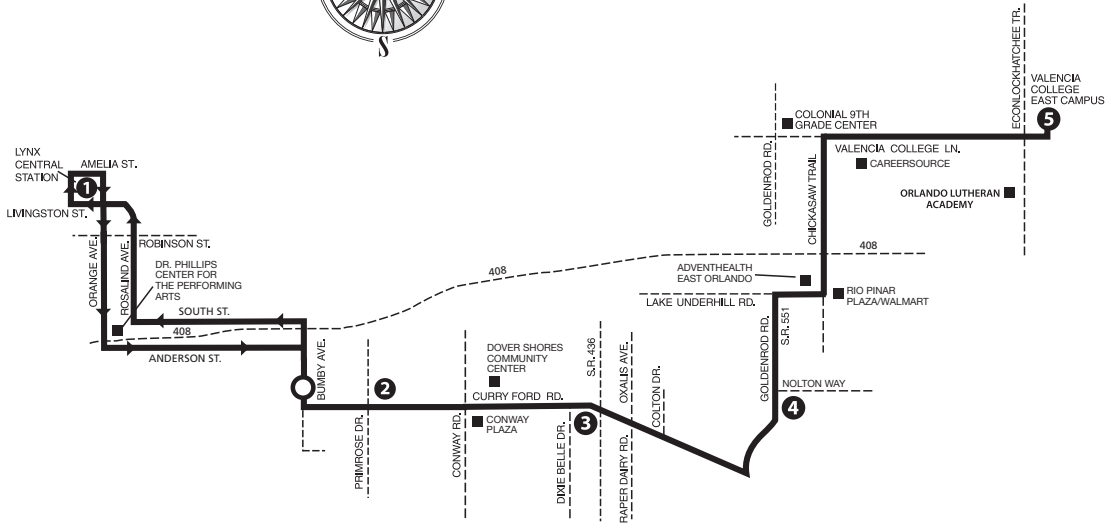 S
ECONLOCKHATCHEE TR.
VALENCIA
COLLEGE
EAST CAMPUS
5
COLONIAL 9TH
GRADE CENTER
GOLDENROD RD.
VALENCIA COLLEGE LN.
CAREERSOURCE
CHICKASAW TRAIL
ORLANDO LUTHERAN
ACADEMY
LYNX
CENTRAL
STATION
AMELIA ST.
1
LIVINGSTON ST.
ORANGE AVE.
ROSALIND AVE.
ROBINSON ST.
DR. PHILLIPS
CENTER FOR
THE PERFORMING
ARTS
SOUTH ST.
408
ANDERSON ST.
408
408
ADVENTHEALTH
EAST ORLANDO
LAKE UNDERHILL RD.
RIO PINAR
PLAZA/WALMART
GOLDENROD RD.
S.R. 551
NOLTON WAY
4
BUMBY AVE.
2
PRIMROSE DR.
DOVER SHORES
COMMUNITY
CENTER
CURRY FORD RD.
CONWAY RD.
CONWAY
PLAZA
DIXIE BELLE DR.
3
S.R. 436
OXALIS AVE.
RAPER DAIRY RD.
COLTON DR.